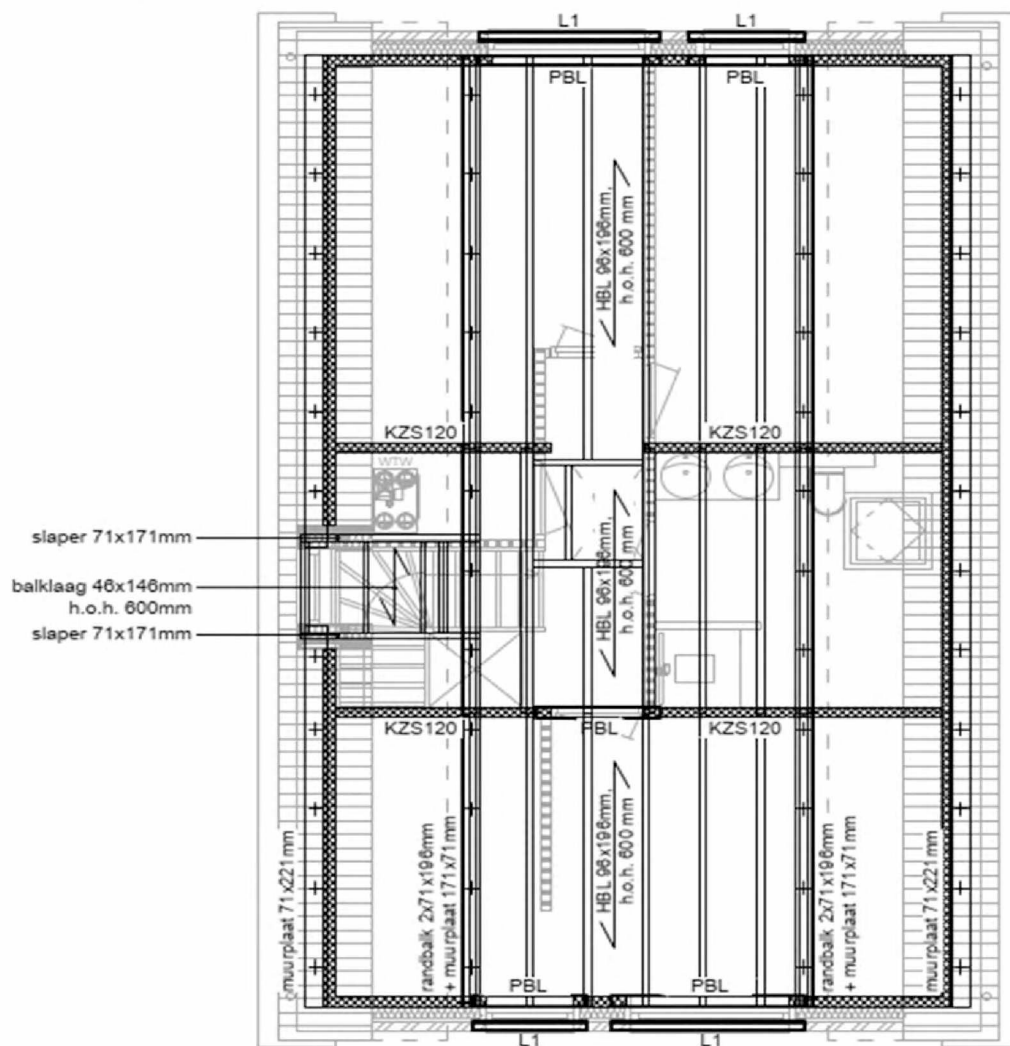 L1
L1
PBL
PBL
HBL 96x196mm,
h.o.h. 600 mm
KZS120
KZS120
WTW
slaper 71x171mm
balklaag 46x146mm
h.o.h. 600mm
slaper 71x171mm
HBL 96x196mm,
h.o.h. 600 mm
KZS120
PBL
KZS120
HBL 96x196mm,
h.o.h. 600 mm
muurplaat 71x221mm
randbalk 2x71x196mm
+ muurplaat 171x71mm
randbalk 2x71x196mm
+ muurplaat 171x71mm
muurplaat 71x221mm
PBL
PBL
L1
L1